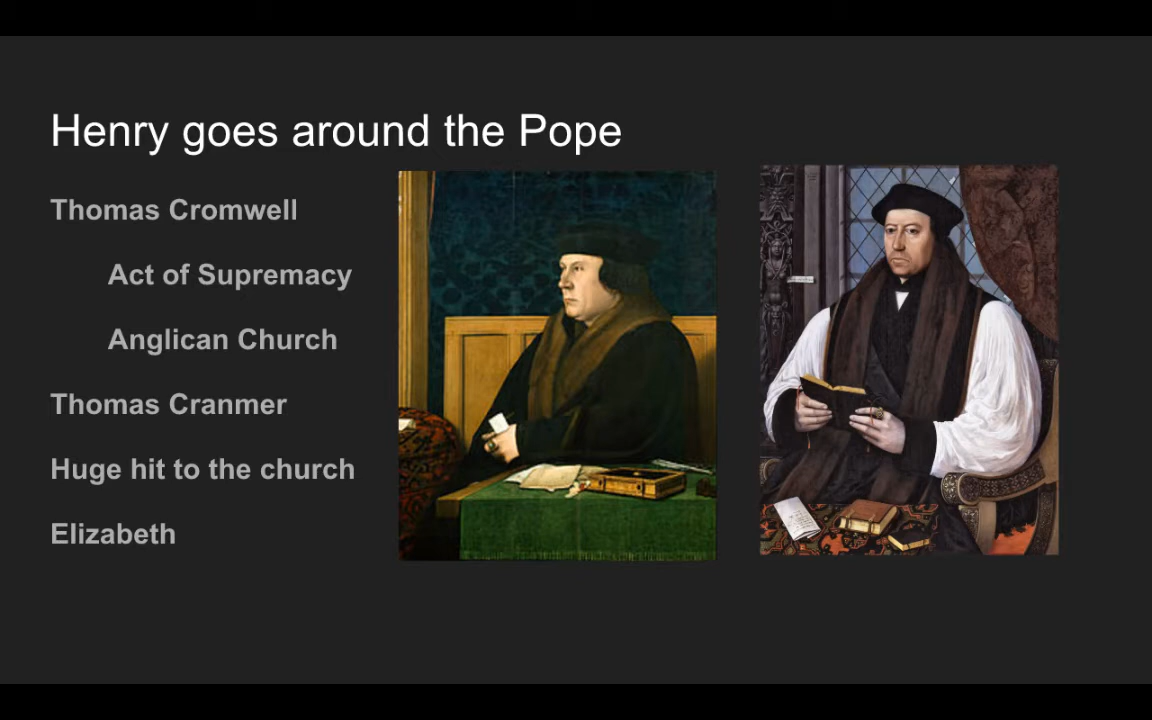 Henry goes around the Pope
Thomas Cromwell
Act of Supremacy
Anglican Church
Thomas Cranmer
Huge hit to the church
Elizabeth